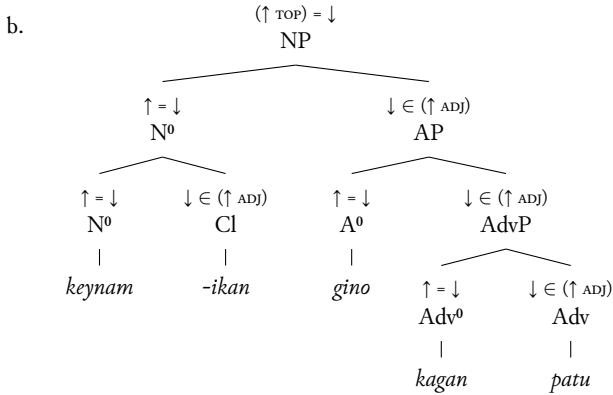 b.
(↑ TOP) = ↓
NP
↑ = ↓ ↓ ∈ (↑ ADJ)
N⁰ AP
↑ = ↓ ↓ ∈ (↑ ADJ) ↑ = ↓ ↓ ∈ (↑ ADJ)
N⁰ Cl A⁰ AdvP
keynam -ikan gino
↑ = ↓ ↓ ∈ (↑ ADJ)
Adv⁰ Adv
kagan patu